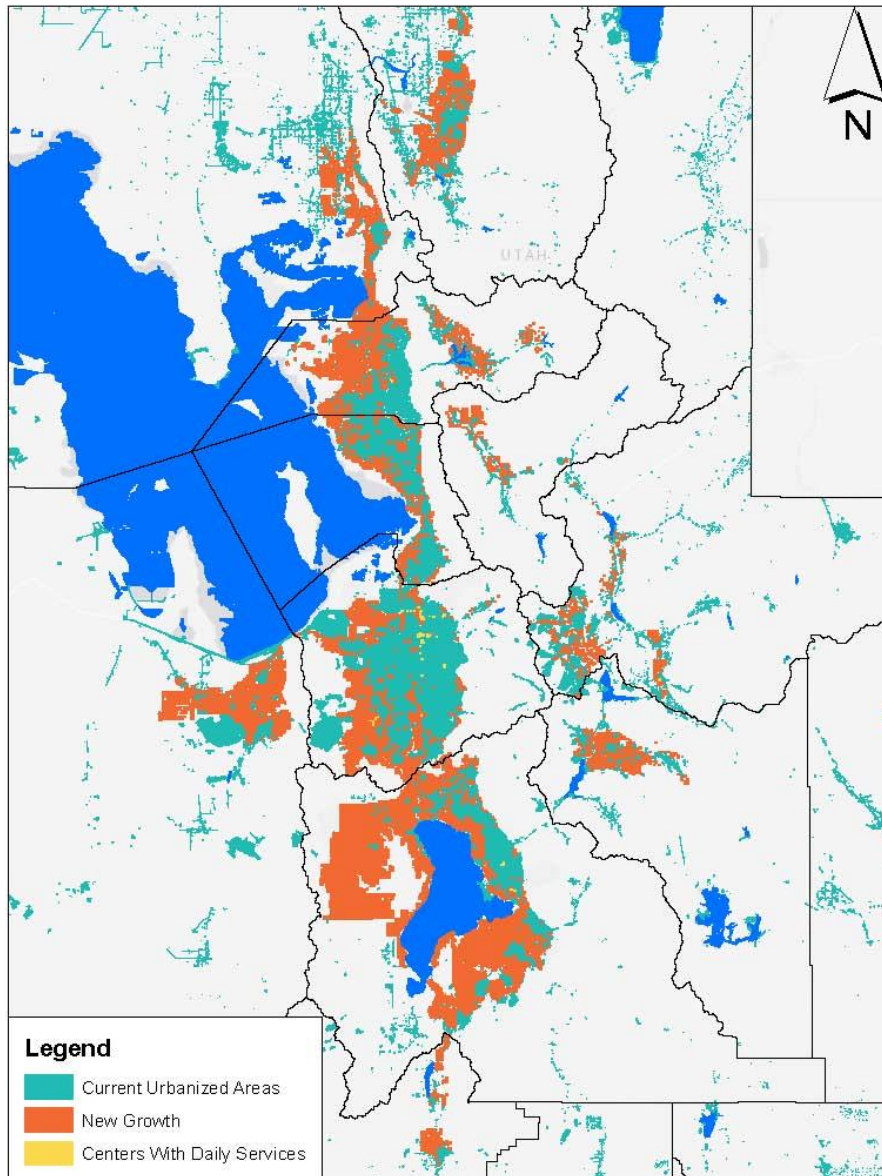 N
UTAH
Legend
Current Urbanized Areas
New Growth
Centers With Daily Services